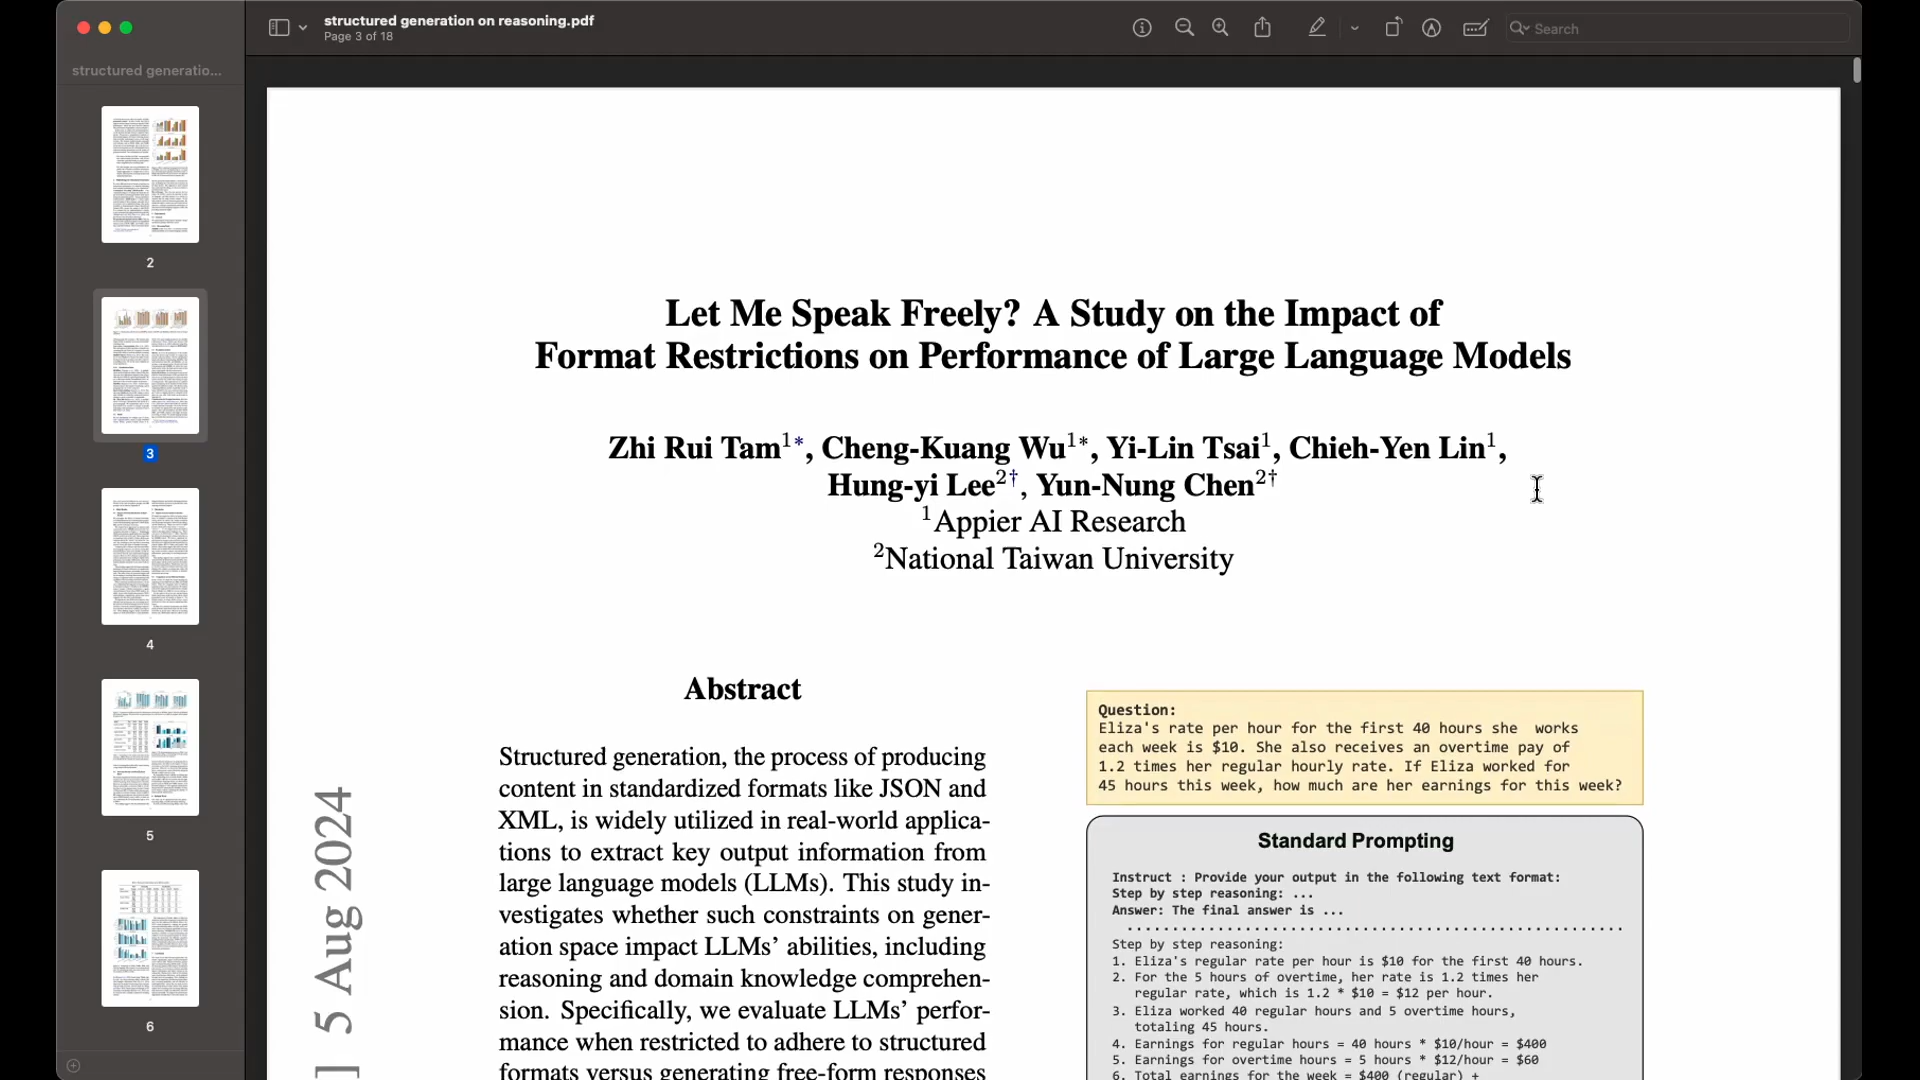 structured generation on reasoning.pdf
Page 3 of 18
Search
structured generatio...
2
3
4
5
6
Let Me Speak Freely? A Study on the Impact of
Format Restrictions on Performance of Large Language Models
Zhi Rui Tam1*, Cheng-Kuang Wu1*, Yi-Lin Tsai1, Chieh-Yen Lin1,
Hung-yi Lee2†, Yun-Nung Chen2†
1Appier AI Research
2National Taiwan University
] 5 Aug 2024
Abstract
Structured generation, the process of producing
content in standardized formats like JSON and
XML, is widely utilized in real-world applica-
tions to extract key output information from
large language models (LLMs). This study in-
vestigates whether such constraints on gener-
ation space impact LLMs' abilities, including
reasoning and domain knowledge comprehen-
sion. Specifically, we evaluate LLMs' perfor-
mance when restricted to adhere to structured
formats versus generating free-form responses
Question:
Eliza's rate per hour for the first 40 hours she works
each week is $10. She also receives an overtime pay of
1.2 times her regular hourly rate. If Eliza worked for
45 hours this week, how much are her earnings for this week?
Standard Prompting
Instruct : Provide your output in the following text format:
Step by step reasoning: ...
Answer: The final answer is ...
Step by step reasoning:
1. Eliza's regular rate per hour is $10 for the first 40 hours.
2. For the 5 hours of overtime, her rate is 1.2 times her
regular rate, which is 1.2 * $10 = $12 per hour.
3. Eliza worked 40 regular hours and 5 overtime hours,
totaling 45 hours.
4. Earnings for regular hours = 40 hours * $10/hour = $400
5. Earnings for overtime hours = 5 hours * $12/hour = $60
6. Total earnings for the week = $400 (regular) +